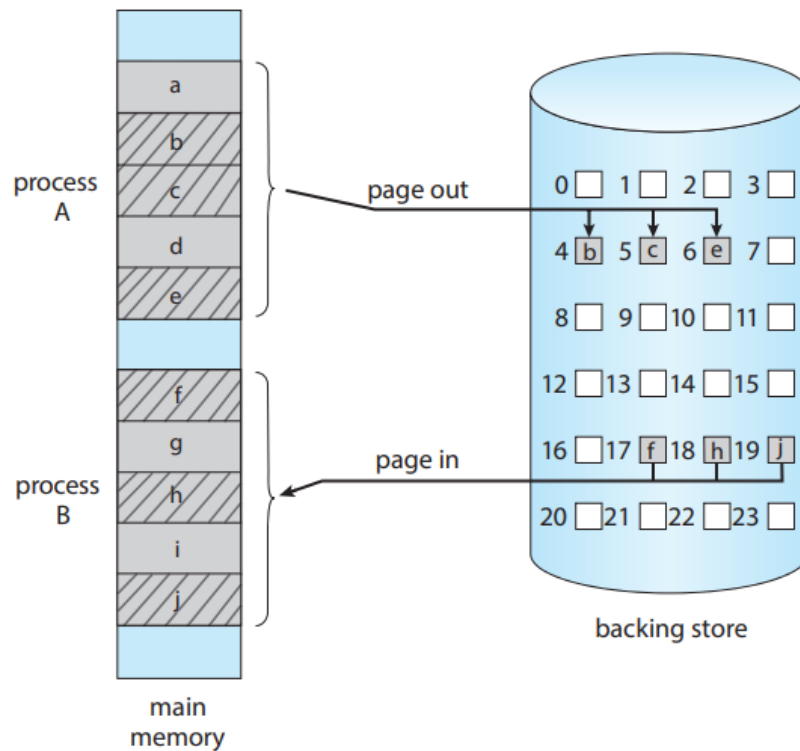 a
b
c
d
e
process
A
f
g
h
i
j
process
B
main
memory
page out
page in
0 1 2 3
4 b 5 c 6 e 7
8 9 10 11
12 13 14 15
16 17 f 18 h 19 j
20 21 22 23
backing store